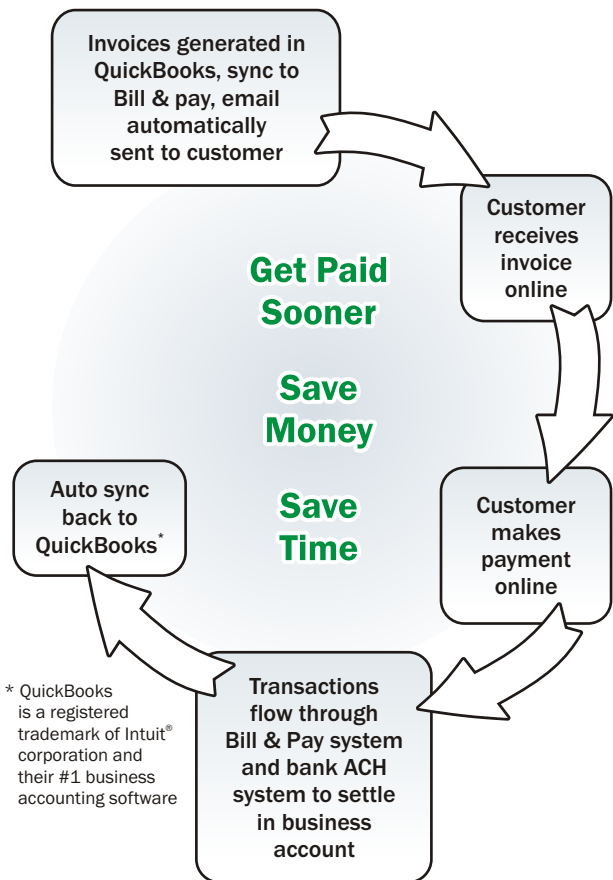 Invoices generated in
QuickBooks, sync to
Bill & pay, email
automatically
sent to customer
Customer
receives
invoice
online
Get Paid
Sooner
Save
Money
Save
Time
Customer
makes
payment
online
Auto sync
back to
QuickBooks*
Transactions
flow through
Bill & Pay system
and bank ACH
system to settle
in business
account
* QuickBooks
is a registered
trademark of Intuit®
corporation and
their #1 business
accounting software